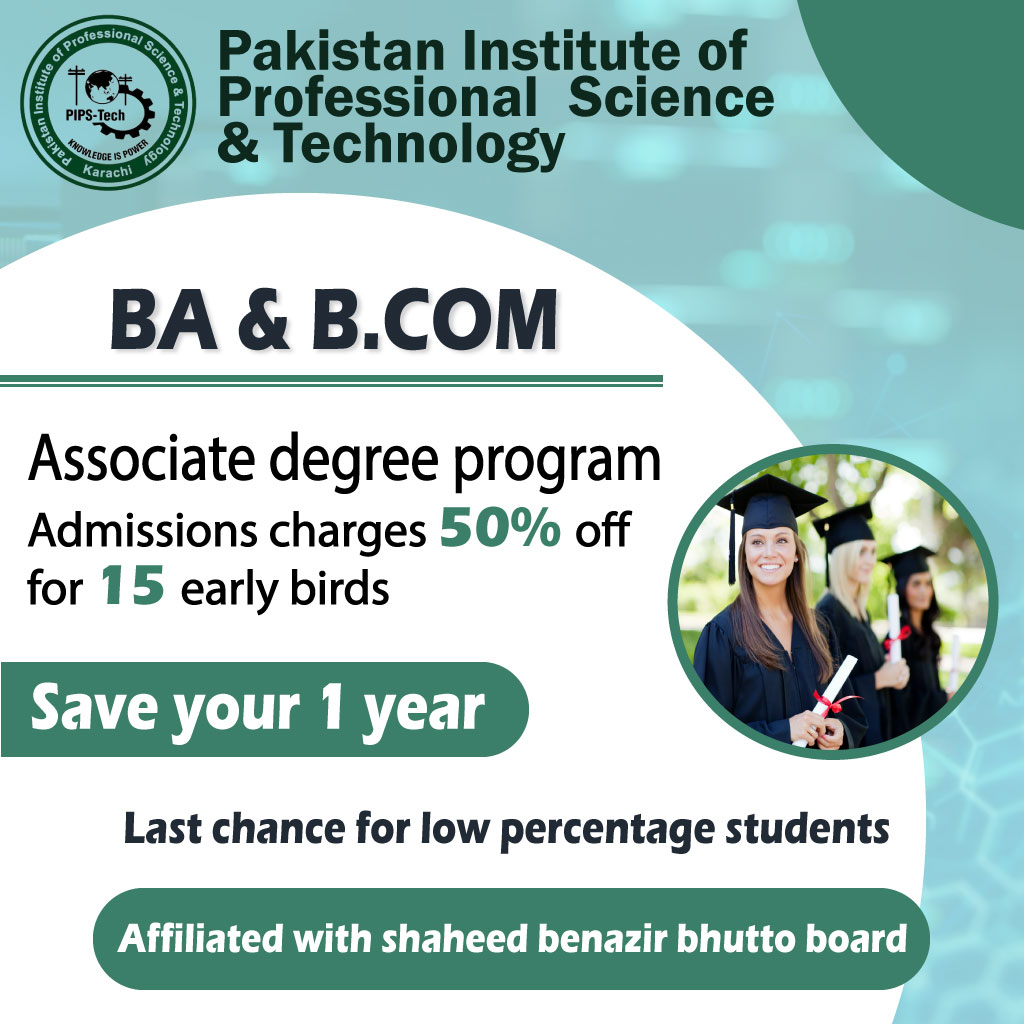 Pakistan Institute of Professional Science & Technology
PIPS-Tech
KNOWLEDGE IS POWER
Karachi
Pakistan Institute of
Professional Science
& Technology
BA & B.COM
Associate degree program
Admissions charges 50% off
for 15 early birds
Save your 1 year
Last chance for low percentage students
Affiliated with shaheed benazir bhutto board